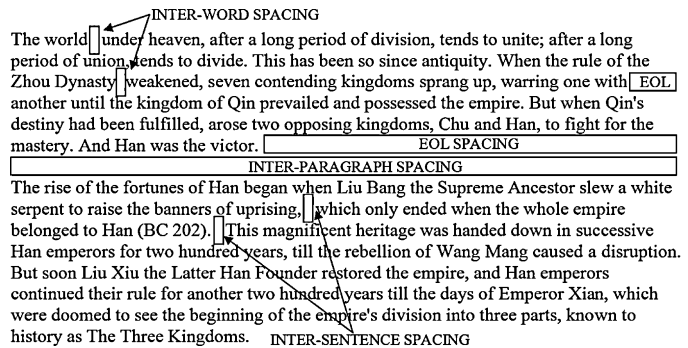 INTER-WORD SPACING
The world under heaven, after a long period of division, tends to unite; after a long
period of union, tends to divide. This has been so since antiquity. When the rule of the
Zhou Dynasty weakened, seven contending kingdoms sprang up, warring one with EOL
another until the kingdom of Qin prevailed and possessed the empire. But when Qin's
destiny had been fulfilled, arose two opposing kingdoms, Chu and Han, to fight for the
mastery. And Han was the victor. EOL SPACING
INTER-PARAGRAPH SPACING
The rise of the fortunes of Han began when Liu Bang the Supreme Ancestor slew a white
serpent to raise the banners of uprising, which only ended when the whole empire
belonged to Han (BC 202). This magnificent heritage was handed down in successive
Han emperors for two hundred years, till the rebellion of Wang Mang caused a disruption.
But soon Liu Xiu the Latter Han Founder restored the empire, and Han emperors
continued their rule for another two hundred years till the days of Emperor Xian, which
were doomed to see the beginning of the empire's division into three parts, known to
history as The Three Kingdoms. INTER-SENTENCE SPACING